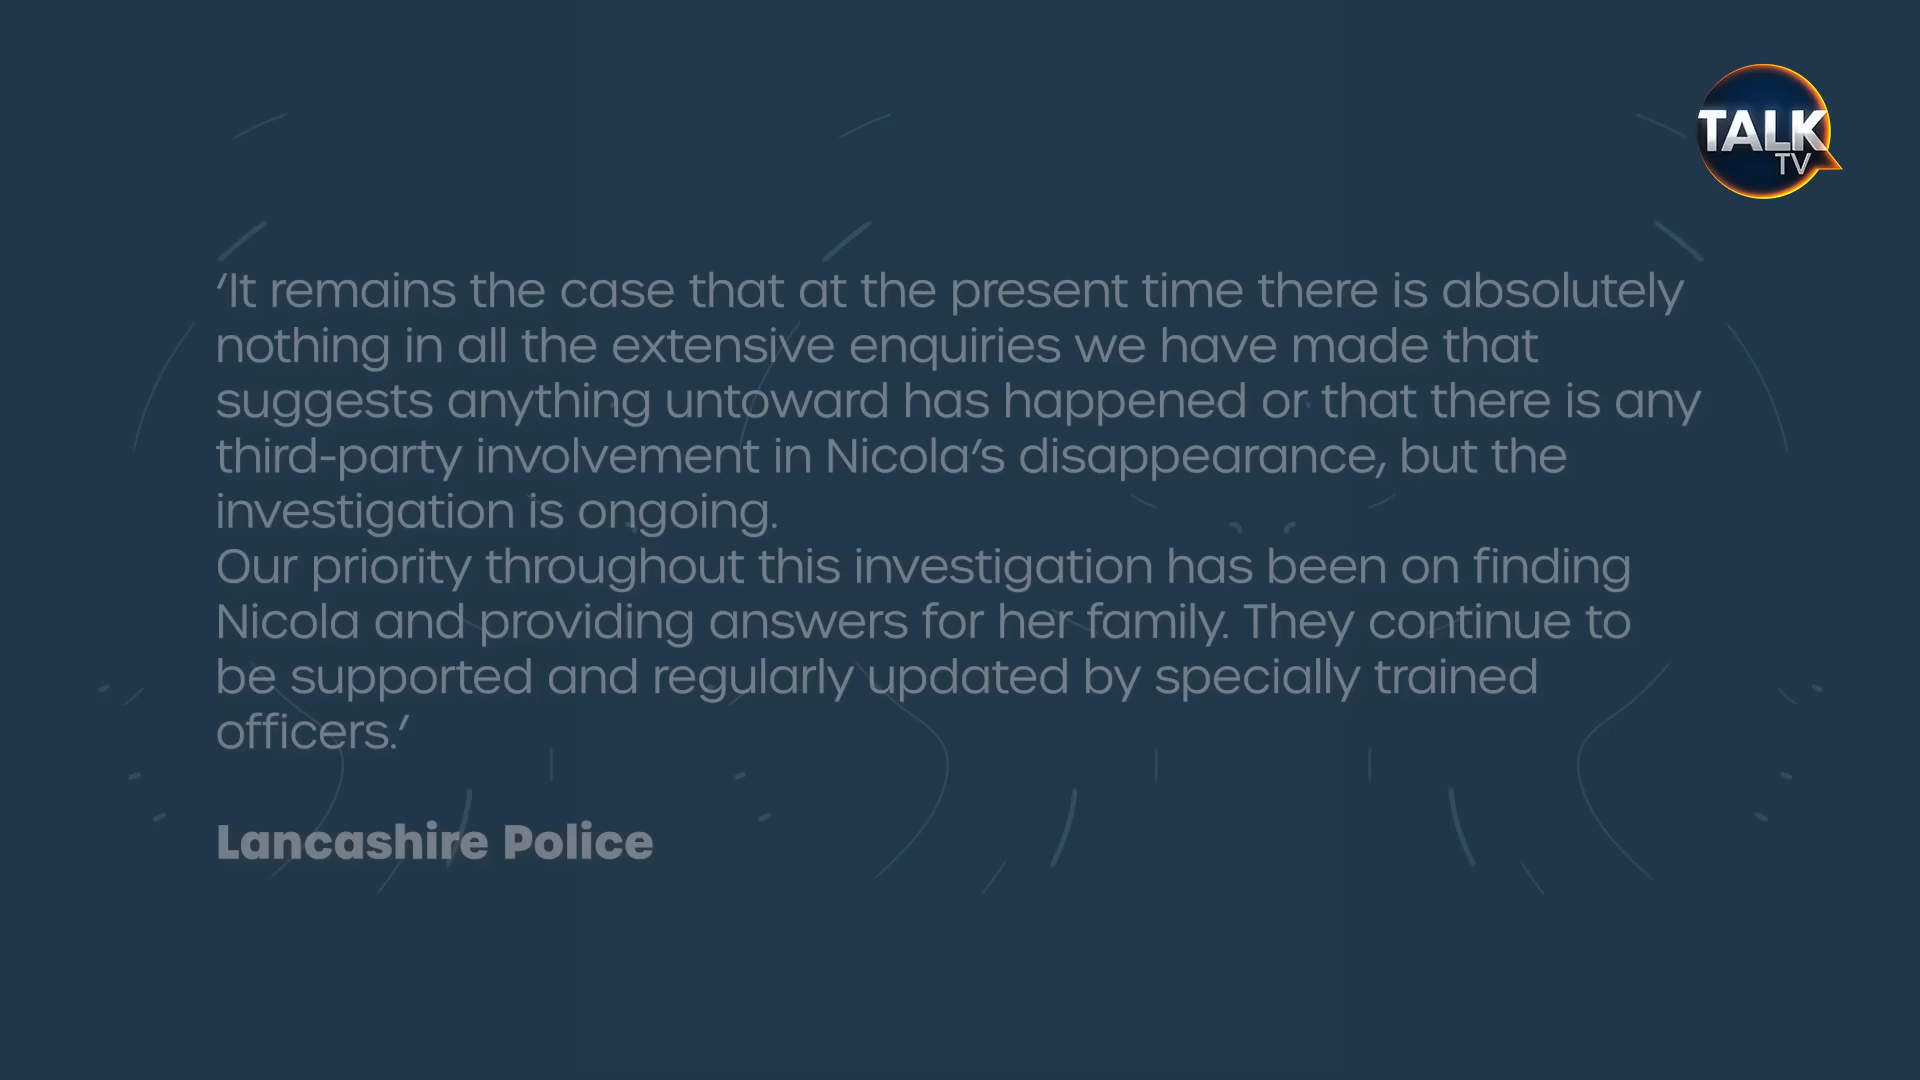 TALK
TV
‘It remains the case that at the present time there is absolutely
nothing in all the extensive enquiries we have made that
suggests anything untoward has happened or that there is any
third-party involvement in Nicola’s disappearance, but the
investigation is ongoing.
Our priority throughout this investigation has been on finding
Nicola and providing answers for her family. They continue to
be supported and regularly updated by specially trained
officers.’
Lancashire Police